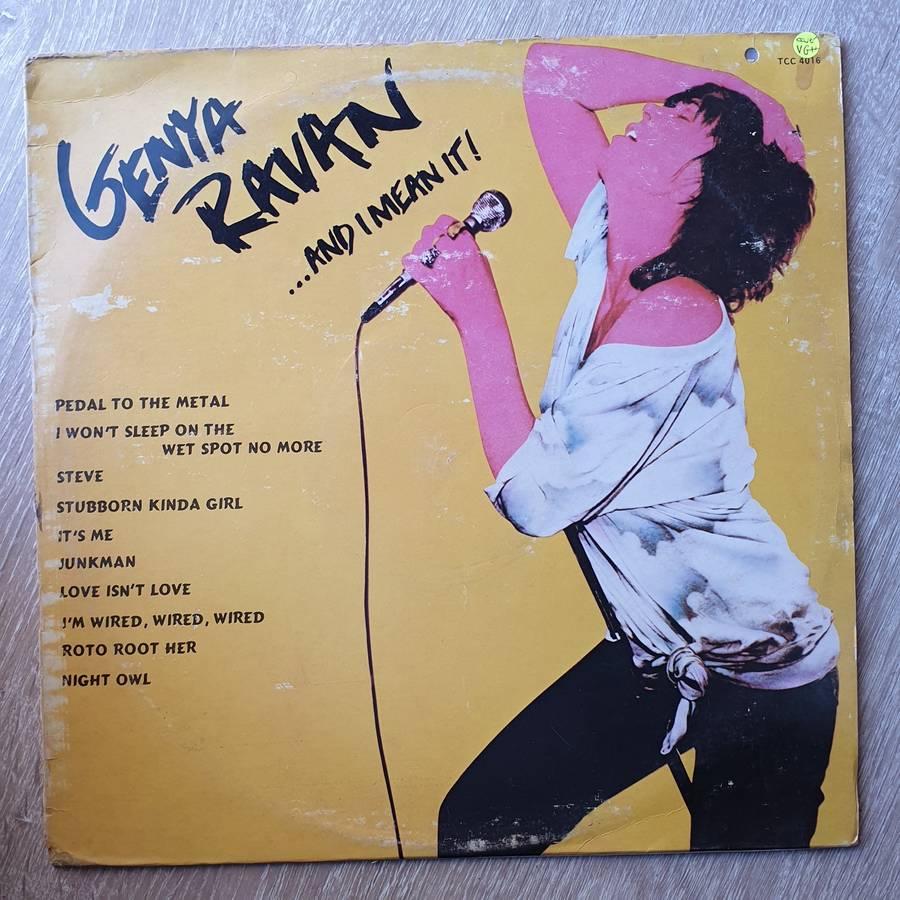 GENYA
RAVAN
...AND I MEAN IT!
VG+
TCC 4016
PEDAL TO THE METAL
I WON'T SLEEP ON THE
WET SPOT NO MORE
STEVE
STUBBORN KINDA GIRL
IT'S ME
JUNKMAN
LOVE ISN'T LOVE
I'M WIRED, WIRED, WIRED
ROTO ROOT HER
NIGHT OWL